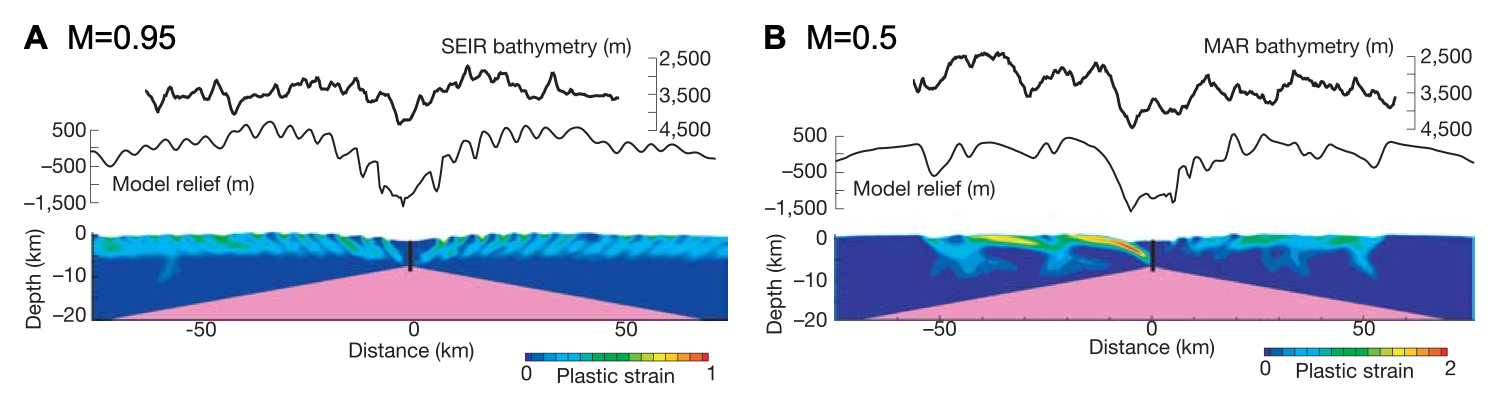 A M=0.95
SEIR bathymetry (m)
2,500
3,500
4,500
500
−500
−1,500
Model relief (m)
0
−10
−20
Depth (km)
-50
0
50
Distance (km)
0
Plastic strain
1
B M=0.5
MAR bathymetry (m)
2,500
3,500
4,500
500
−500
−1,500
Model relief (m)
0
−10
−20
Depth (km)
−50
0
50
Distance (km)
0
Plastic strain
2